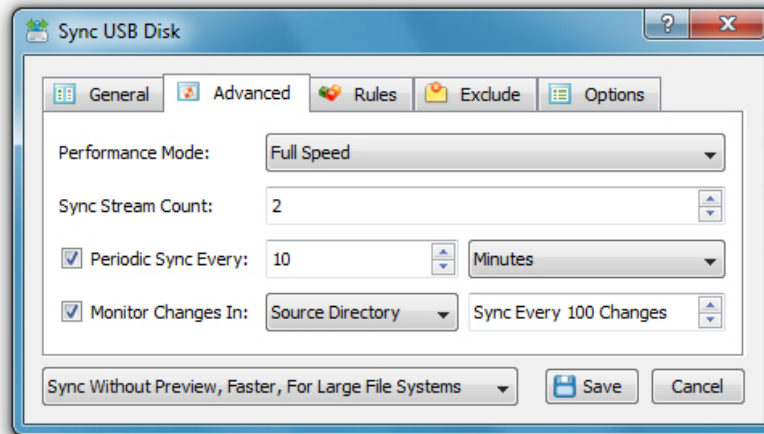 Sync USB Disk
?
General Advanced Rules Exclude Options
Performance Mode: Full Speed
Sync Stream Count: 2
Periodic Sync Every: 10 Minutes
Monitor Changes In: Source Directory Sync Every 100 Changes
Sync Without Preview, Faster, For Large File Systems Save Cancel